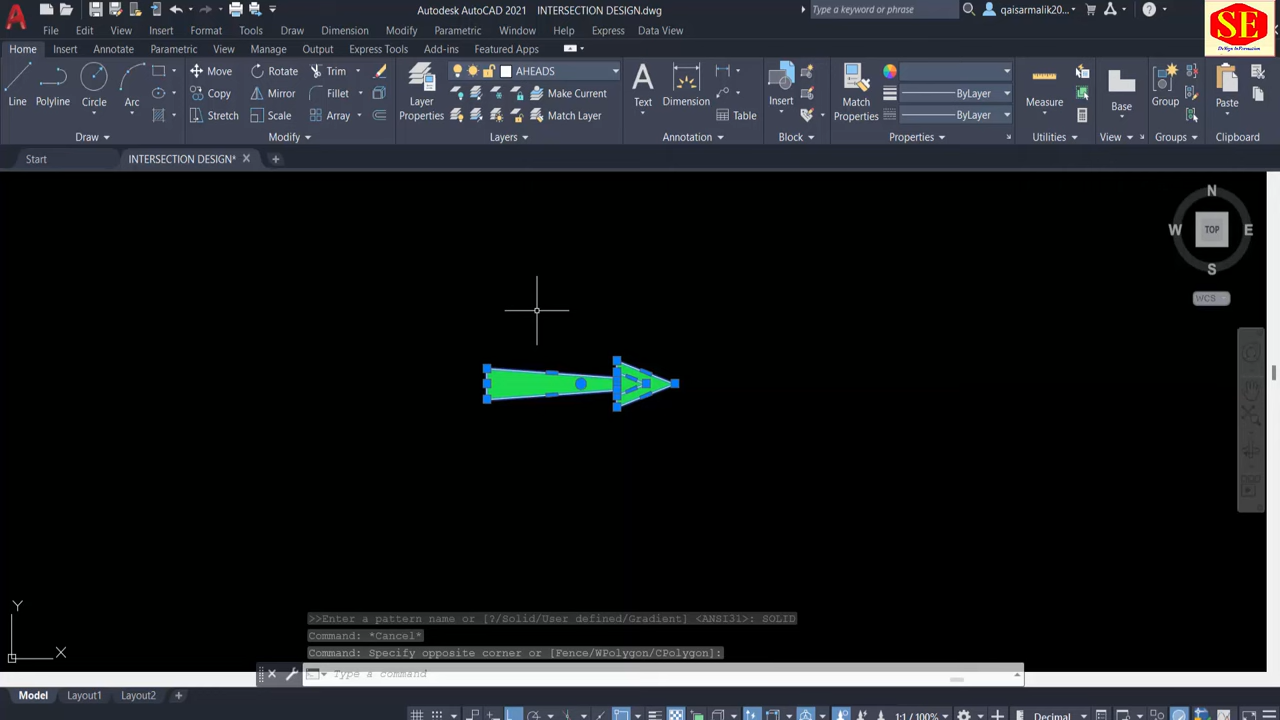 Autodesk AutoCAD 2021 INTERSECTION DESIGN.dwg
Type a keyword or phrase
qaisarmalik20...
SE
DeSign InFormation
File Edit View Insert Format Tools Draw Dimension Modify Parametric Window Help Express Data View
Home Insert Annotate Parametric View Manage Output Express Tools Add-ins Featured Apps
Move Rotate Trim AHEADS
Copy Mirror Fillet Make Current ByLayer
Line Polyline Circle Arc Layer Properties Text Dimension Insert Match Properties Measure Base Group Paste
Stretch Scale Array Match Layer Table ByLayer
Draw Modify Layers Annotation Block Properties Utilities View Groups Clipboard
Start INTERSECTION DESIGN*
N
W TOP E
S
WCS
Y
X
>>Enter a pattern name or [?/Solid/User defined/Gradient] <ANSI31>: SOLID
Command: *Cancel*
Command: Specify opposite corner or [Fence/WPolygon/CPolygon]:
Type a command
Model Layout1 Layout2
1:1 / 100% Decimal